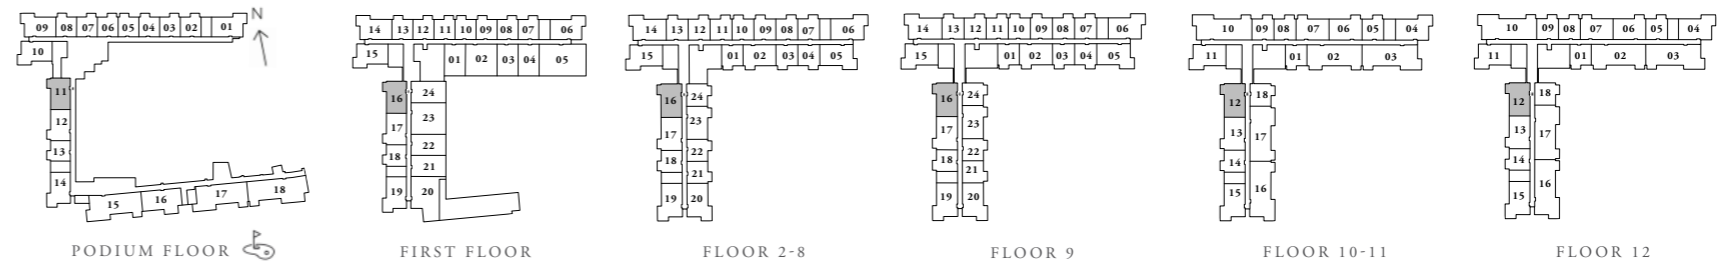 N
09 08 07 06 05 04 03 02 01
10
11
12
13
14
15 16 17 18
PODIUM FLOOR
14 13 12 11 10 09 08 07 06
15 01 02 03 04 05
16 24
17 23
18 22
21
19 20
FIRST FLOOR
14 13 12 11 10 09 08 07 06
15 01 02 03 04 05
16 24
17 23
18 22
21
19 20
FLOOR 2-8
14 13 12 11 10 09 08 07 06
15 01 02 03 04 05
16 24
17 23
18 22
21
19 20
FLOOR 9
10 09 08 07 06 05 04
11 01 02 03
12 18
13 17
14
15 16
FLOOR 10-11
10 09 08 07 06 05 04
11 01 02 03
12 18
13 17
14
15 16
FLOOR 12